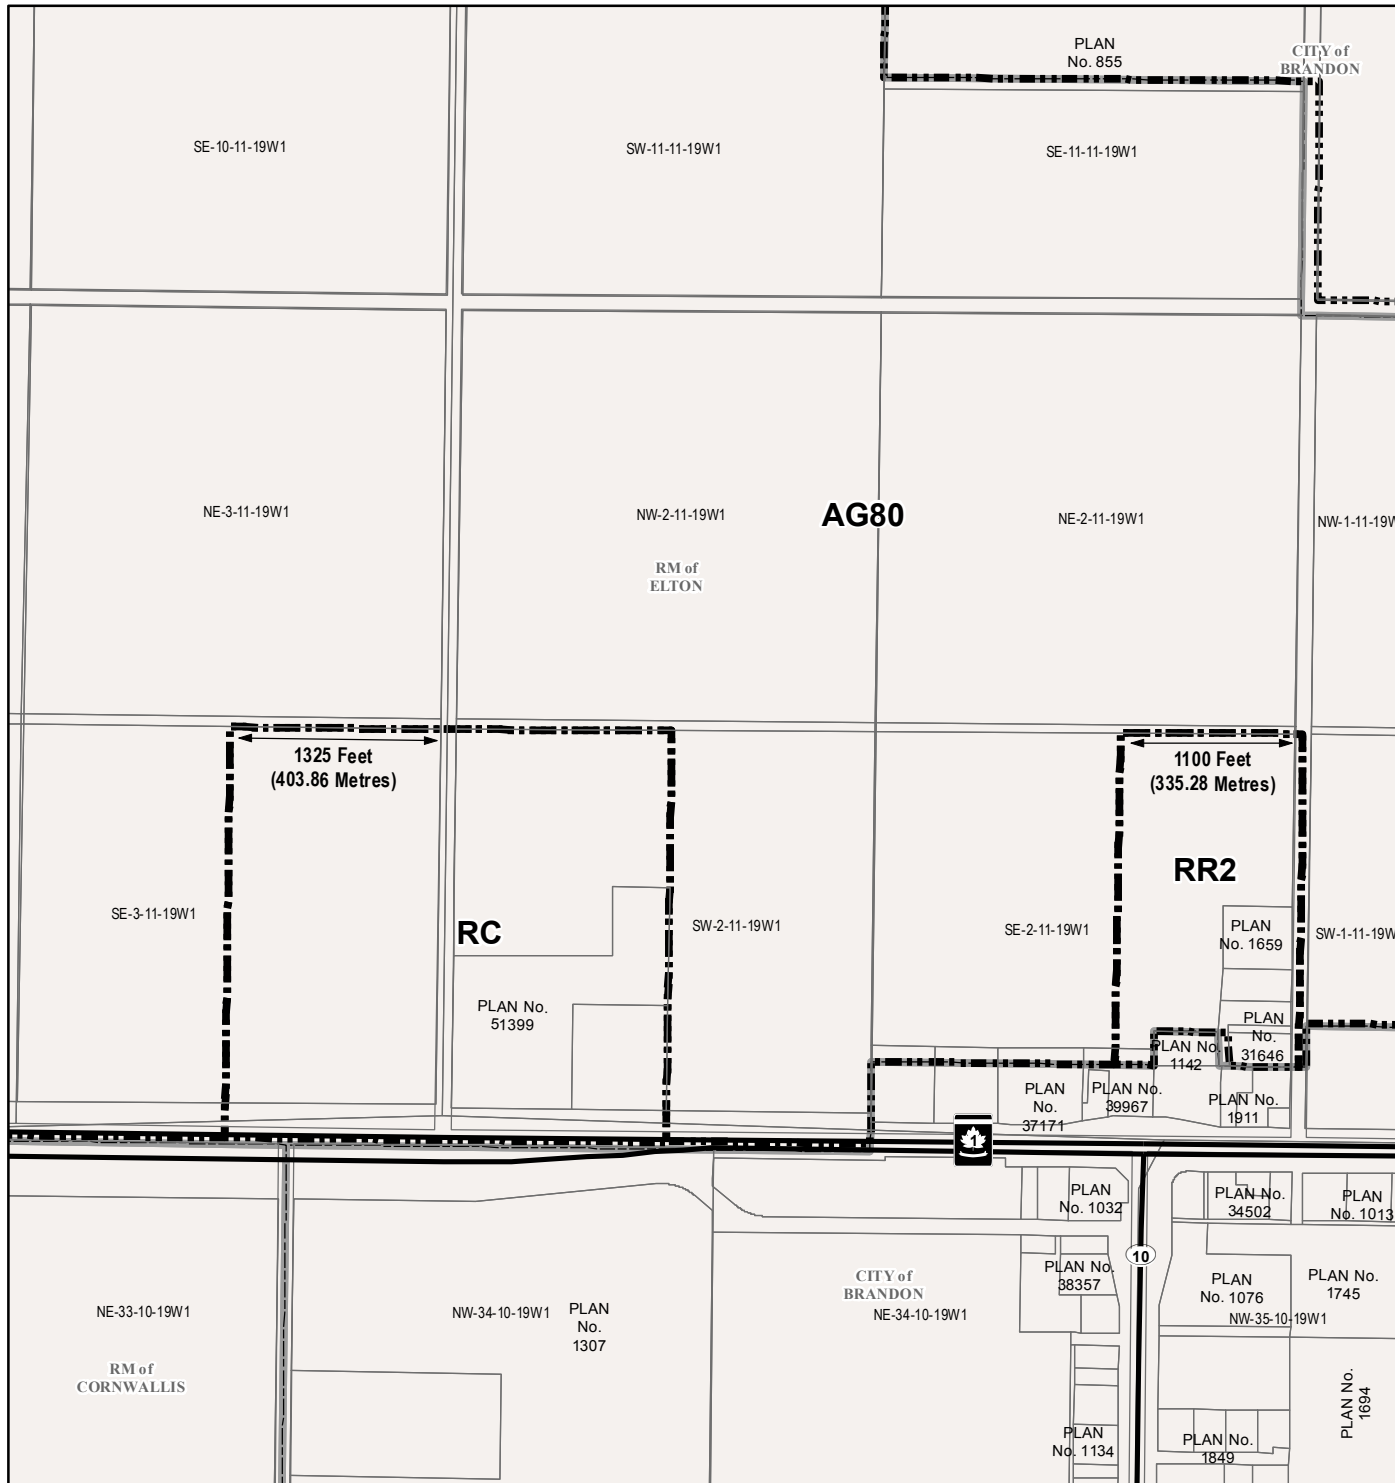 PLAN
No. 855
CITY of
BRANDON
SE-10-11-19W1
SW-11-11-19W1
SE-11-11-19W1
NE-3-11-19W1
NW-2-11-19W1
AG80
NE-2-11-19W1
NW-1-11-19W
RM of
ELTON
1325 Feet
(403.86 Metres)
1100 Feet
(335.28 Metres)
RR2
SE-3-11-19W1
RC
SW-2-11-19W1
SE-2-11-19W1
PLAN
No. 1659
SW-1-11-19W
PLAN No.
51399
PLAN No.
1142
PLAN
No.
31646
PLAN
No.
37171
PLAN No.
39967
PLAN No.
1911
1
PLAN
No. 1032
PLAN No.
34502
PLAN
No. 1013
10
PLAN No.
38357
CITY of
BRANDON
PLAN
No. 1076
PLAN No.
1745
NE-33-10-19W1
NW-34-10-19W1
PLAN
No.
1307
NE-34-10-19W1
NW-35-10-19W1
RM of
CORNWALLIS
PLAN No.
1694
PLAN
No. 1134
PLAN No.
1849